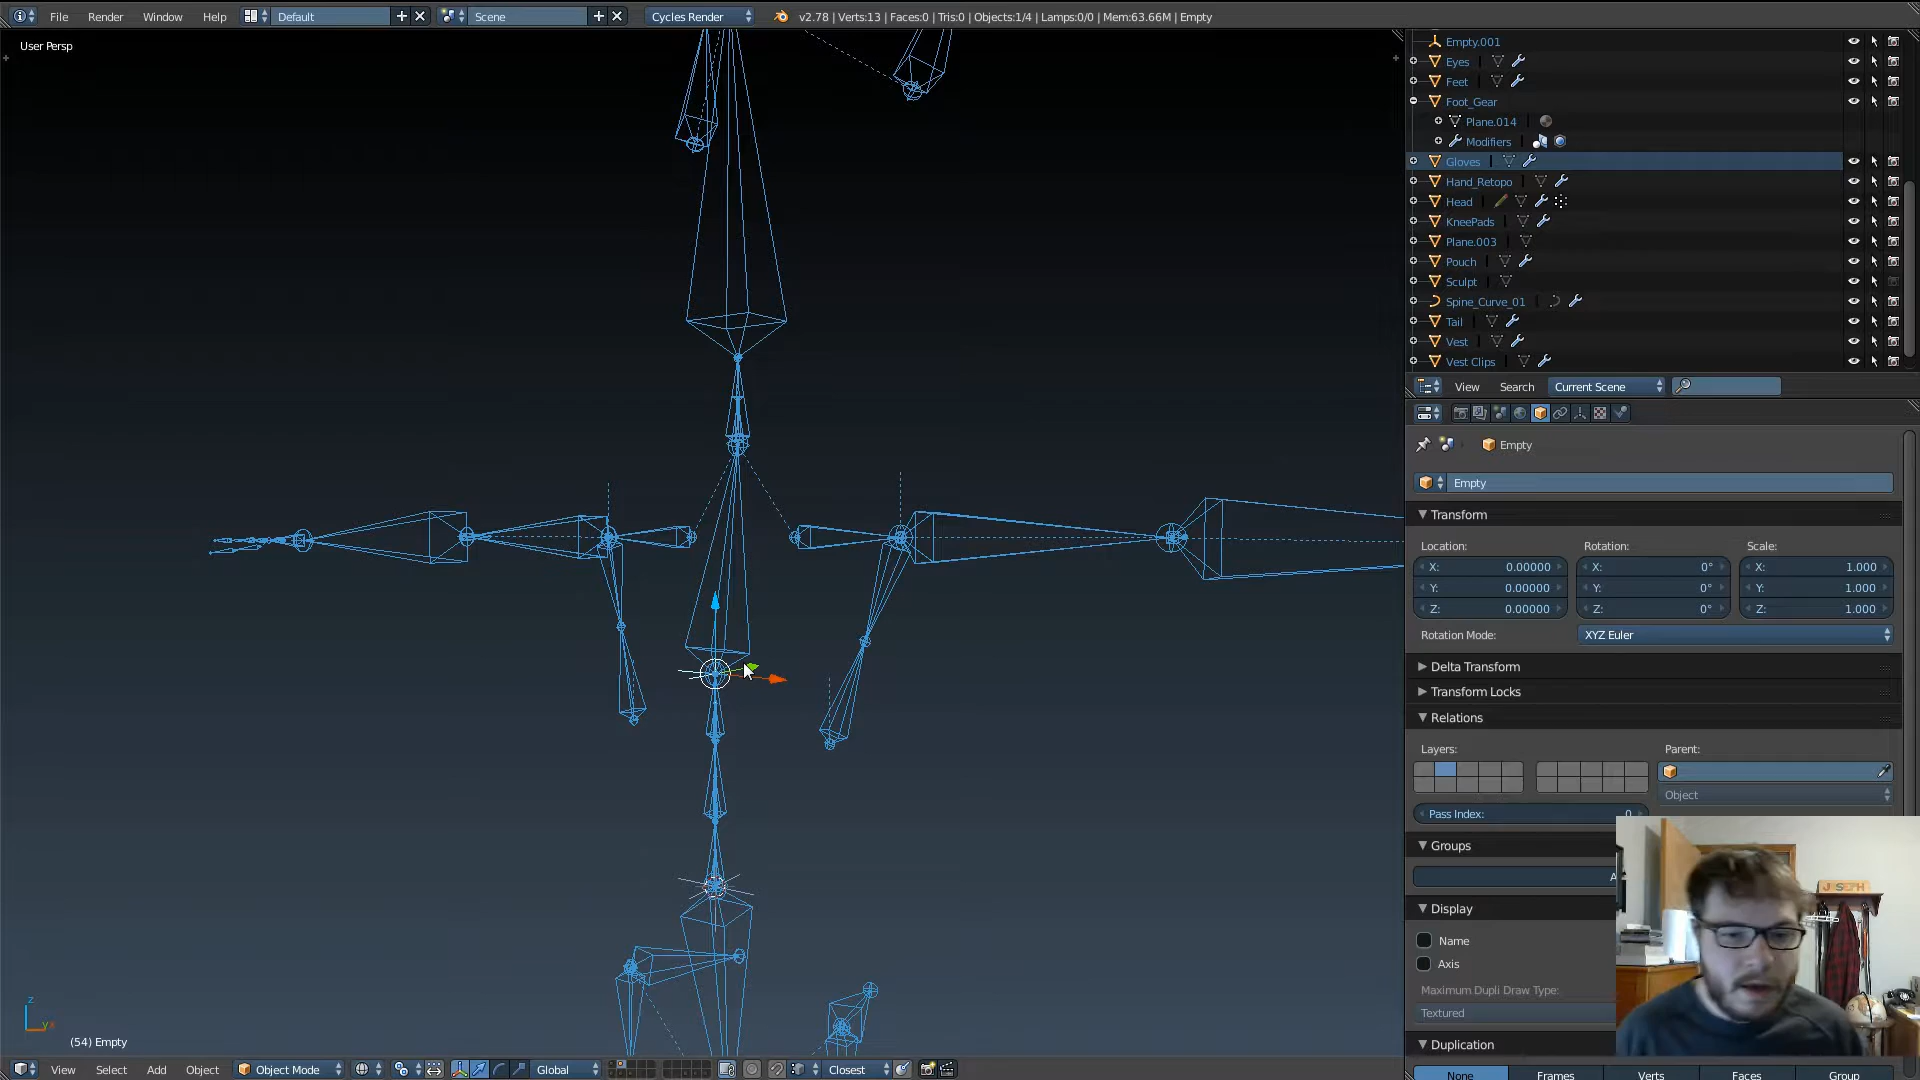 File Render Window Help Default Scene Cycles Render v2.78 | Verts:13 | Faces:0 | Tris:0 | Objects:1/4 | Lamps:0/0 | Mem:63.66M | Empty
User Persp
Empty.001
Eyes
Feet
Foot_Gear
Plane.014
Modifiers
Gloves
Hand_Retopo
Head
KneePads
Plane.003
Pouch
Sculpt
Spine_Curve_01
Tail
Vest
Vest Clips
View Search Current Scene
Empty
Empty
Transform
Location: Rotation: Scale:
X: 0.00000 X: 0° X: 1.000
Y: 0.00000 Y: 0° Y: 1.000
Z: 0.00000 Z: 0° Z: 1.000
Rotation Mode: XYZ Euler
Delta Transform
Transform Locks
Relations
Layers: Parent:
Object
Pass Index: 0
Groups
Display
Name
Axis
Maximum Dupli Draw Type:
Textured
Duplication
None Frames Verts Faces Group
JOSEPH
z
x
(54) Empty
View Select Add Object Object Mode Global Closest